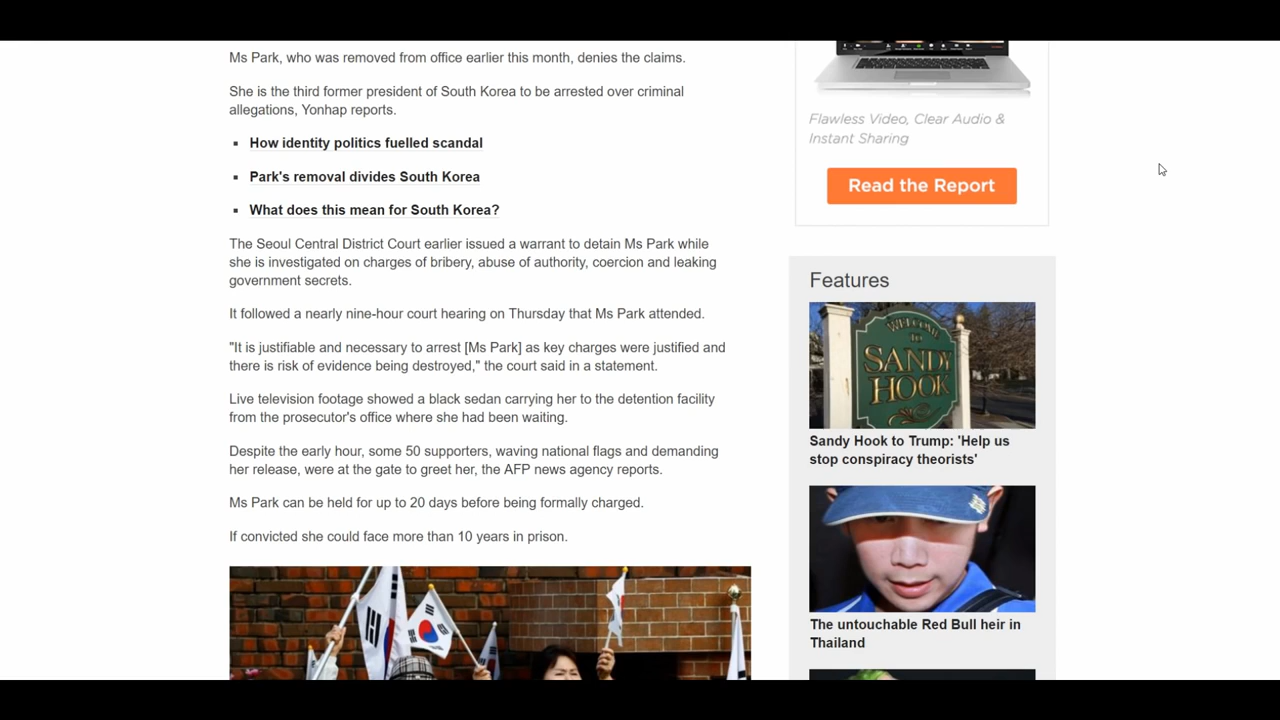 Ms Park, who was removed from office earlier this month, denies the claims.
She is the third former president of South Korea to be arrested over criminal
allegations, Yonhap reports.
How identity politics fuelled scandal
Park's removal divides South Korea
What does this mean for South Korea?
The Seoul Central District Court earlier issued a warrant to detain Ms Park while
she is investigated on charges of bribery, abuse of authority, coercion and leaking
government secrets.
It followed a nearly nine-hour court hearing on Thursday that Ms Park attended.
"It is justifiable and necessary to arrest [Ms Park] as key charges were justified and
there is risk of evidence being destroyed," the court said in a statement.
Live television footage showed a black sedan carrying her to the detention facility
from the prosecutor's office where she had been waiting.
Despite the early hour, some 50 supporters, waving national flags and demanding
her release, were at the gate to greet her, the AFP news agency reports.
Ms Park can be held for up to 20 days before being formally charged.
If convicted she could face more than 10 years in prison.
Flawless Video, Clear Audio &
Instant Sharing
Read the Report
Features
WELCOME
TO
SANDY
HOOK
Sandy Hook to Trump: 'Help us
stop conspiracy theorists'
The untouchable Red Bull heir in
Thailand